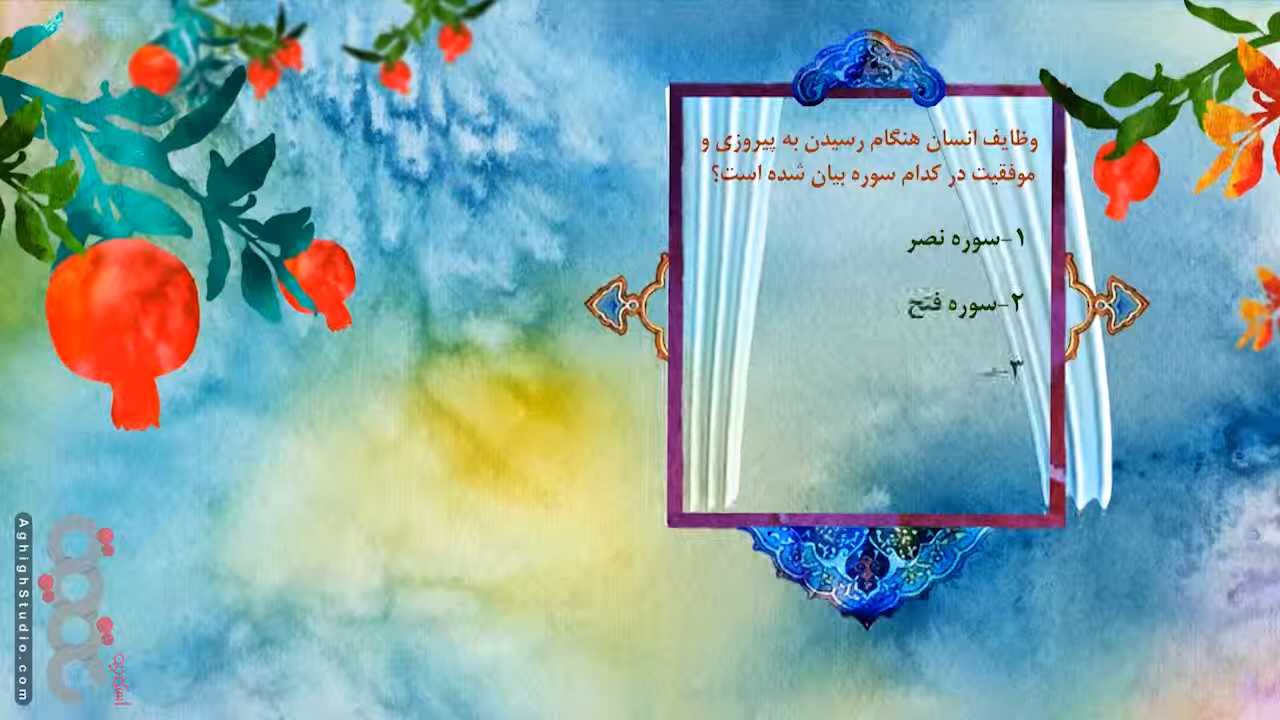 وظایف انسان هنگام رسیدن به پیروزی و
موفقیت در کدام سوره بیان شده است؟
۱-سوره نصر
۲-سوره فتح
۳-
AghighStudio.com